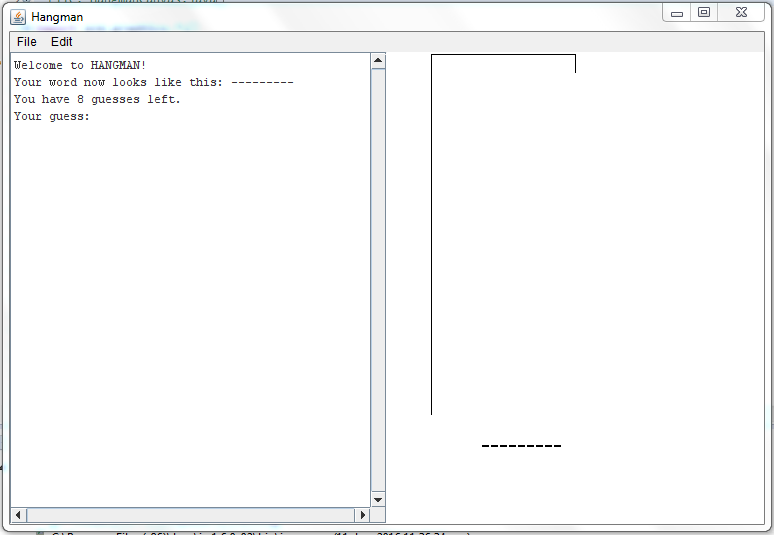 Hangman
File Edit
Welcome to HANGMAN!
Your word now looks like this: ---------
You have 8 guesses left.
Your guess:
---------